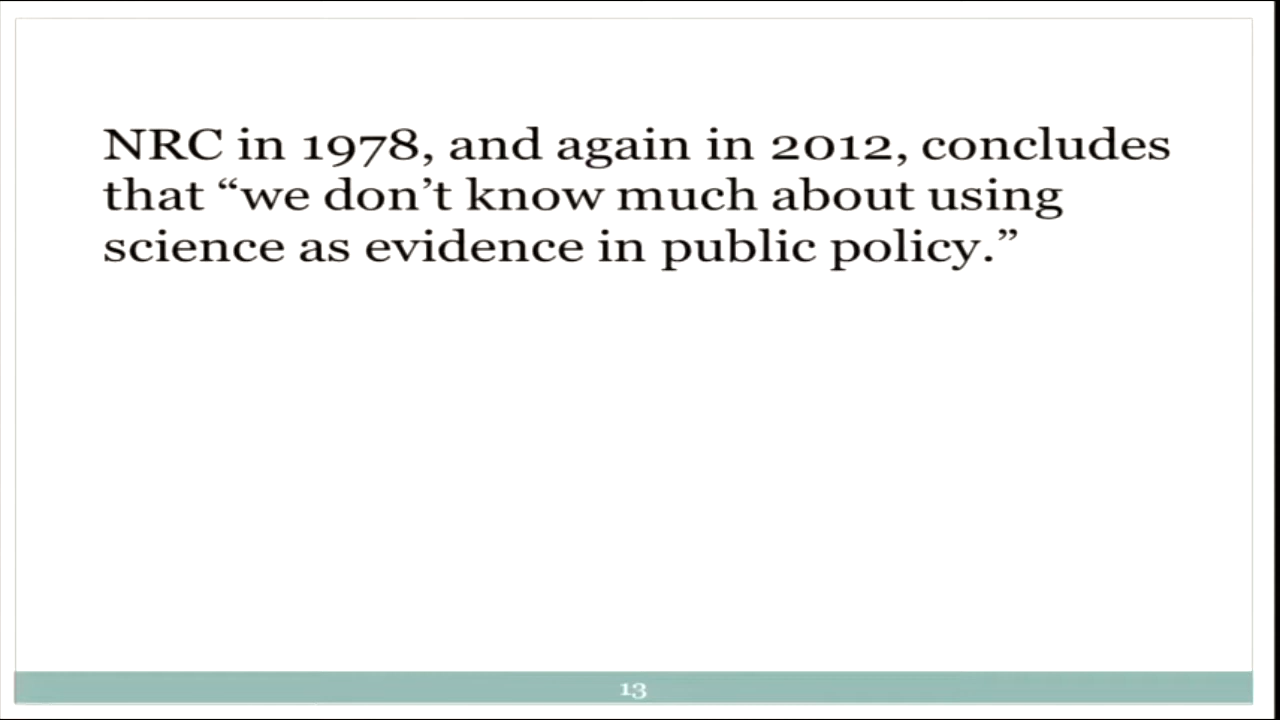 NRC in 1978, and again in 2012, concludes
that “we don’t know much about using
science as evidence in public policy.”
13